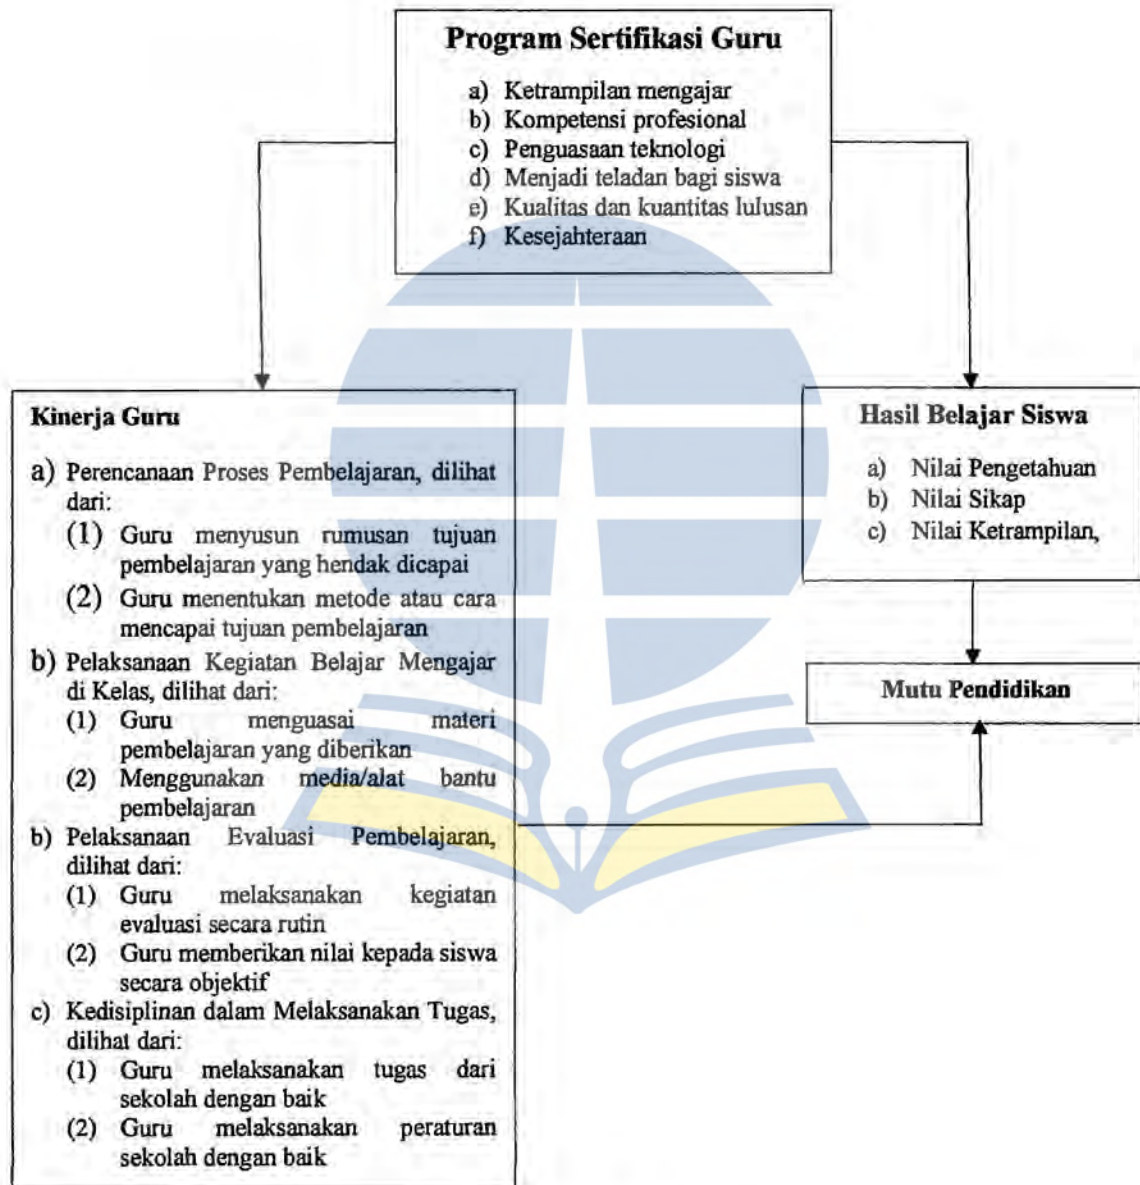 Program Sertifikasi Guru
a) Ketrampilan mengajar
b) Kompetensi profesional
c) Penguasaan teknologi
d) Menjadi teladan bagi siswa
e) Kualitas dan kuantitas lulusan
f) Kesejahteraan
Kinerja Guru
a) Perencanaan Proses Pembelajaran, dilihat
dari:
(1) Guru menyusun rumusan tujuan
pembelajaran yang hendak dicapai
(2) Guru menentukan metode atau cara
mencapai tujuan pembelajaran
b) Pelaksanaan Kegiatan Belajar Mengajar
di Kelas, dilihat dari:
(1) Guru menguasai materi
pembelajaran yang diberikan
(2) Menggunakan media/alat bantu
pembelajaran
b) Pelaksanaan Evaluasi Pembelajaran,
dilihat dari:
(1) Guru melaksanakan kegiatan
evaluasi secara rutin
(2) Guru memberikan nilai kepada siswa
secara objektif
c) Kedisiplinan dalam Melaksanakan Tugas,
dilihat dari:
(1) Guru melaksanakan tugas dari
sekolah dengan baik
(2) Guru melaksanakan peraturan
sekolah dengan baik
Hasil Belajar Siswa
a) Nilai Pengetahuan
b) Nilai Sikap
c) Nilai Ketrampilan,
Mutu Pendidikan